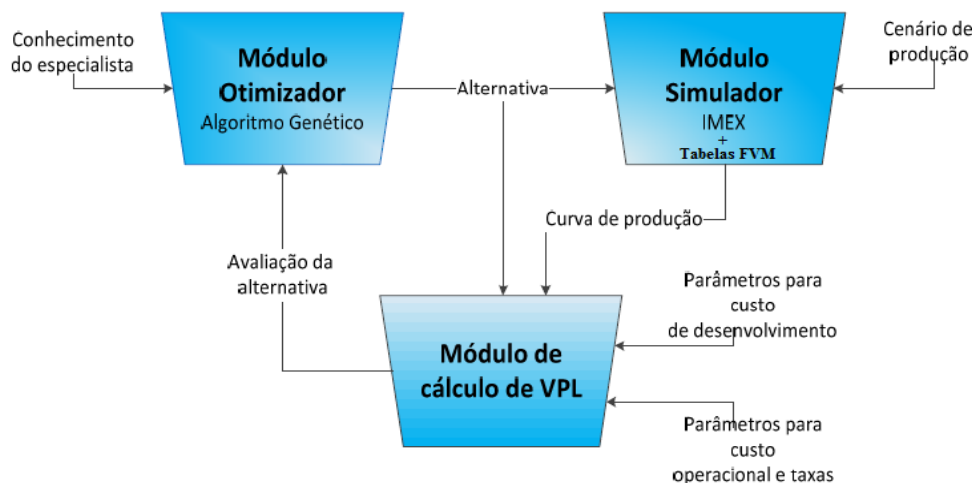 Conhecimento
do especialista
Módulo
Otimizador
Algoritmo Genético
Alternativa
Módulo
Simulador
IMEX
+
Tabelas FVM
Cenário de
produção
Curva de produção
Avaliação da
alternativa
Módulo de
cálculo de VPL
Parâmetros para
custo
de desenvolvimento
Parâmetros para
custo
operacional e taxas